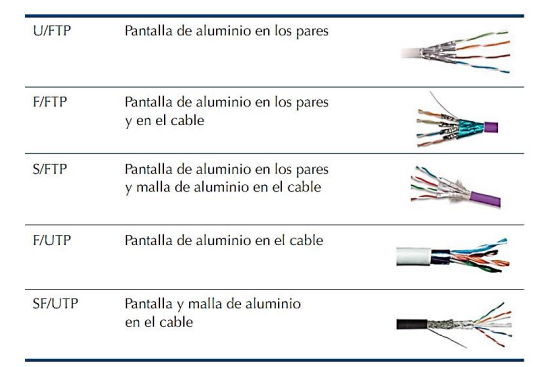 U/FTP Pantalla de aluminio en los pares
F/FTP Pantalla de aluminio en los pares
y en el cable
S/FTP Pantalla de aluminio en los pares
y malla de aluminio en el cable
F/UTP Pantalla de aluminio en el cable
SF/UTP Pantalla y malla de aluminio
en el cable